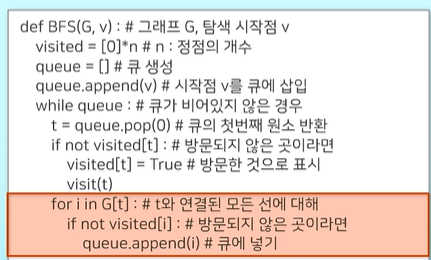 def BFS(G, v) : # 그래프 G, 탐색 시작점 v
visited = [0]*n # n : 정점의 개수
queue = [] # 큐 생성
queue.append(v) # 시작점 v를 큐에 삽입
while queue : # 큐가 비어있지 않은 경우
t = queue.pop(0) # 큐의 첫번째 원소 반환
if not visited[t] : # 방문되지 않은 곳이라면
visited[t] = True # 방문한 것으로 표시
visit(t)
for i in G[t] : # t와 연결된 모든 선에 대해
if not visited[i] : # 방문되지 않은 곳이라면
queue.append(i) # 큐에 넣기